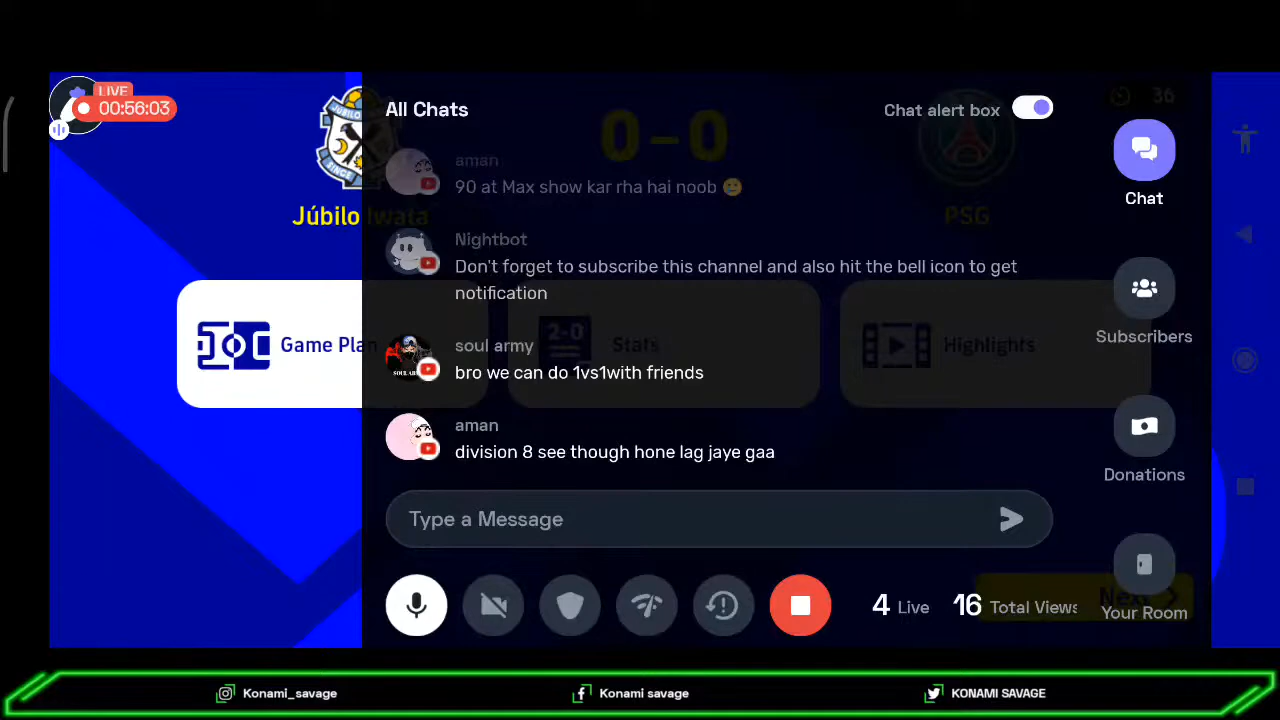 LIVE
00:56:03
All Chats
Chat alert box
36
0-0
Júbilo Iwata
PSG
aman
90 at Max show kar rha hai noob
Nightbot
Don't forget to subscribe this channel and also hit the bell icon to get
notification
Game Plan
2-0
Stats
Highlights
soul army
bro we can do 1vs1with friends
aman
division 8 see though hone lag jaye gaa
Type a Message
4 Live
16 Total Views
Next
Chat
Subscribers
Donations
Your Room
Konami_savage
Konami savage
KONAMI SAVAGE